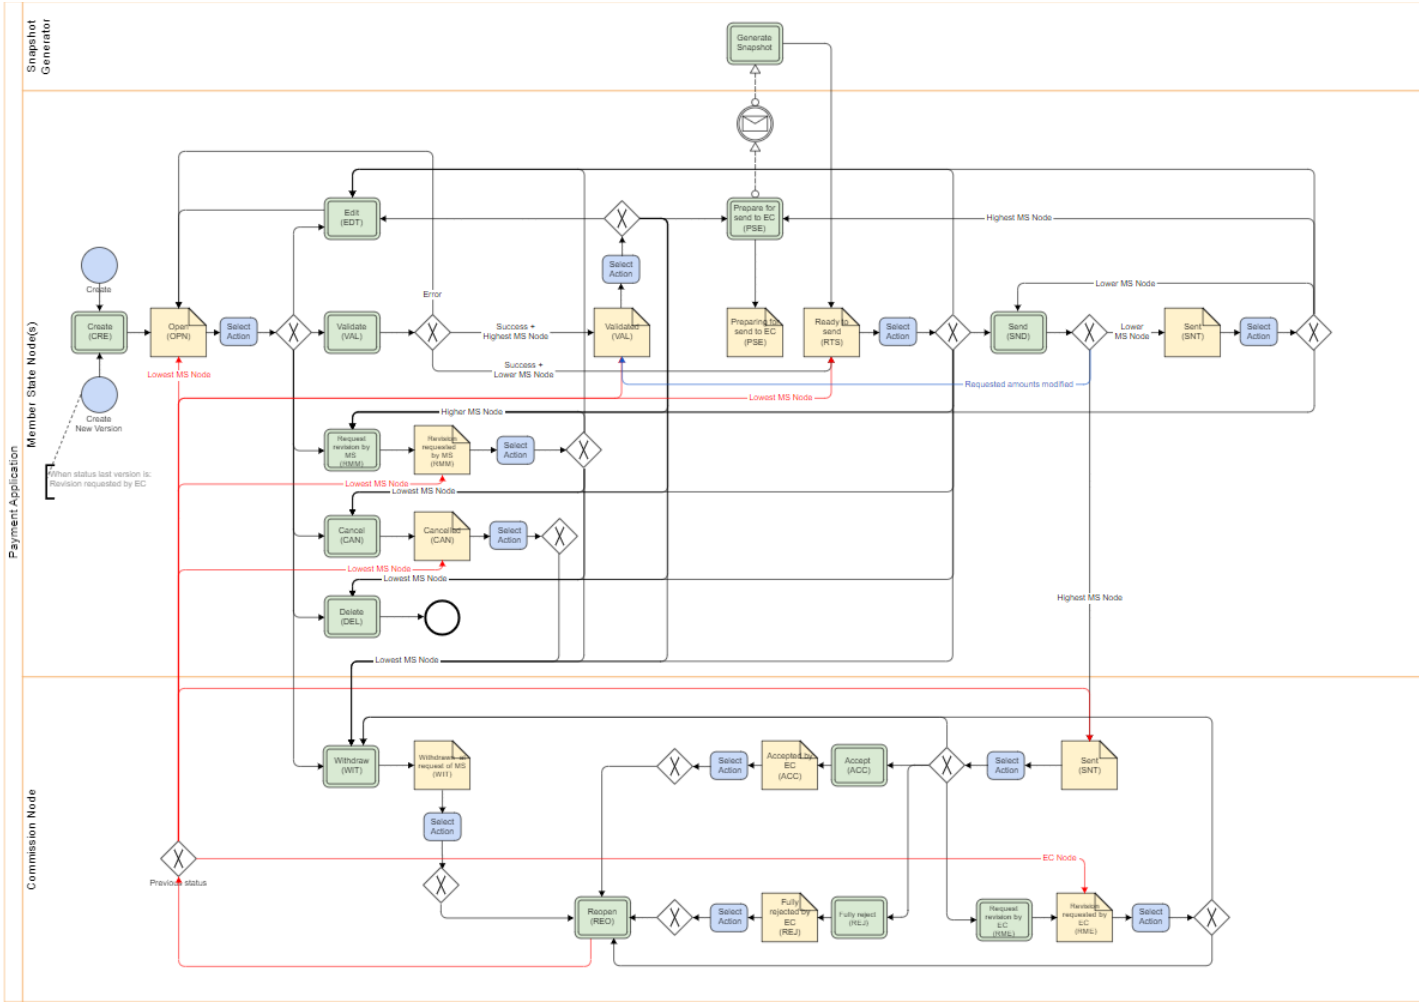 Payment Application
Snapshot
Generator
Generate
Snapshot
Member State Node(s)
Edit
(EDT)
Prepare for
send to EC
(PSE)
Highest MS Node
Create
Select
Action
Lower MS Node
Error
Create
(CRE)
Open
(OPN)
Select
Action
Validate
(VAL)
Success +
Highest MS Node
Validated
(VAL)
Preparing for
send to EC
(PSE)
Ready to
send
(RTS)
Select
Action
Send
(SND)
Lower
MS Node
Sent
(SNT)
Select
Action
Success +
Lower MS Node
Lowest MS Node
Requested amounts modified
Lowest MS Node
Create
New Version
Higher MS Node
Request
revision by
MS
(RMM)
Revision
requested
by MS
(RMM)
Select
Action
When status last version is:
Revision requested by EC
Lowest MS Node
Lowest MS Node
Cancel
(CAN)
Cancelled
(CAN)
Select
Action
Lowest MS Node
Lowest MS Node
Highest MS Node
Delete
(DEL)
Lowest MS Node
Commission Node
Withdraw
(WIT)
Withdrawn on
request of MS
(WIT)
Select
Action
Accepted by
EC
(ACC)
Accept
(ACC)
Select
Action
Sent
(SNT)
Select
Action
EC Node
Previous status
Reopen
(REO)
Select
Action
Fully
rejected by
EC
(REJ)
Fully reject
(REJ)
Request
revision by
EC
(RME)
Revision
requested by
EC
(RME)
Select
Action